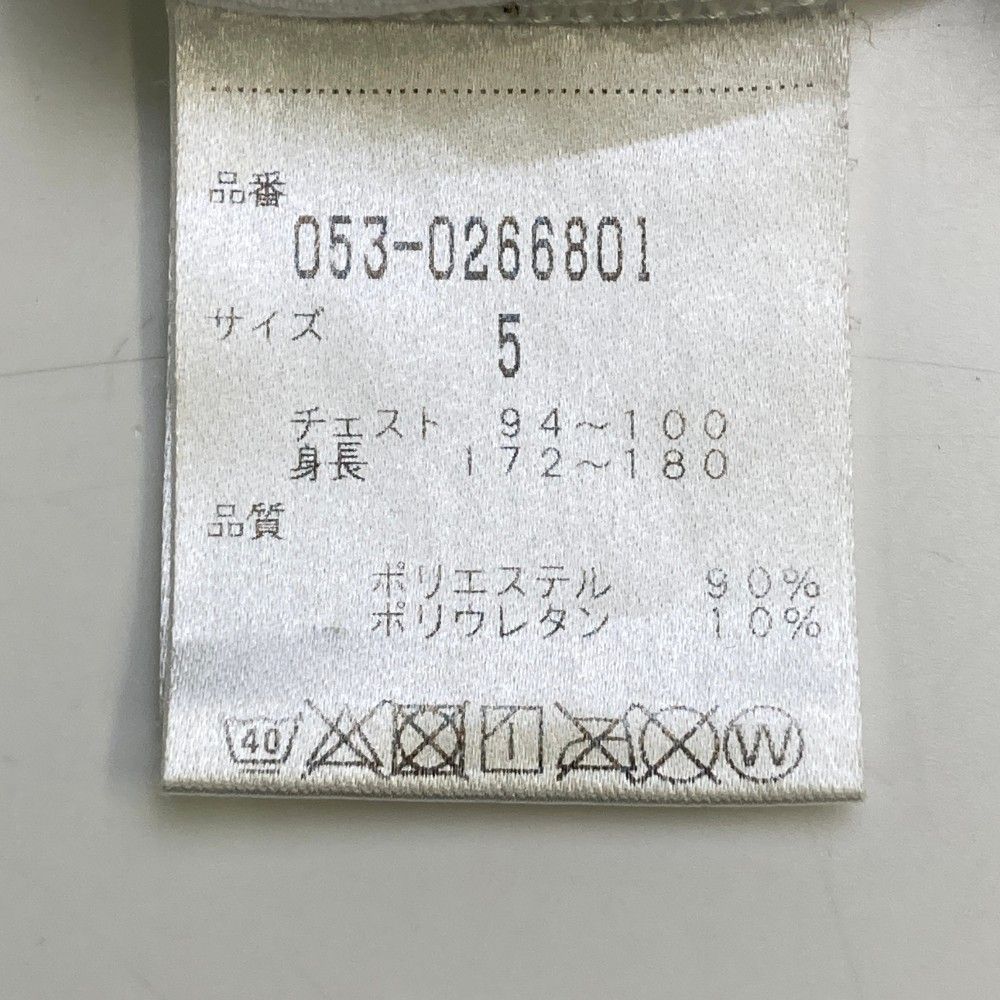 品番
053-0266801
サイズ 5
チェスト 94～100
身長 172～180
品質
ポリエステル 90%
ポリウレタン 10%
40 W